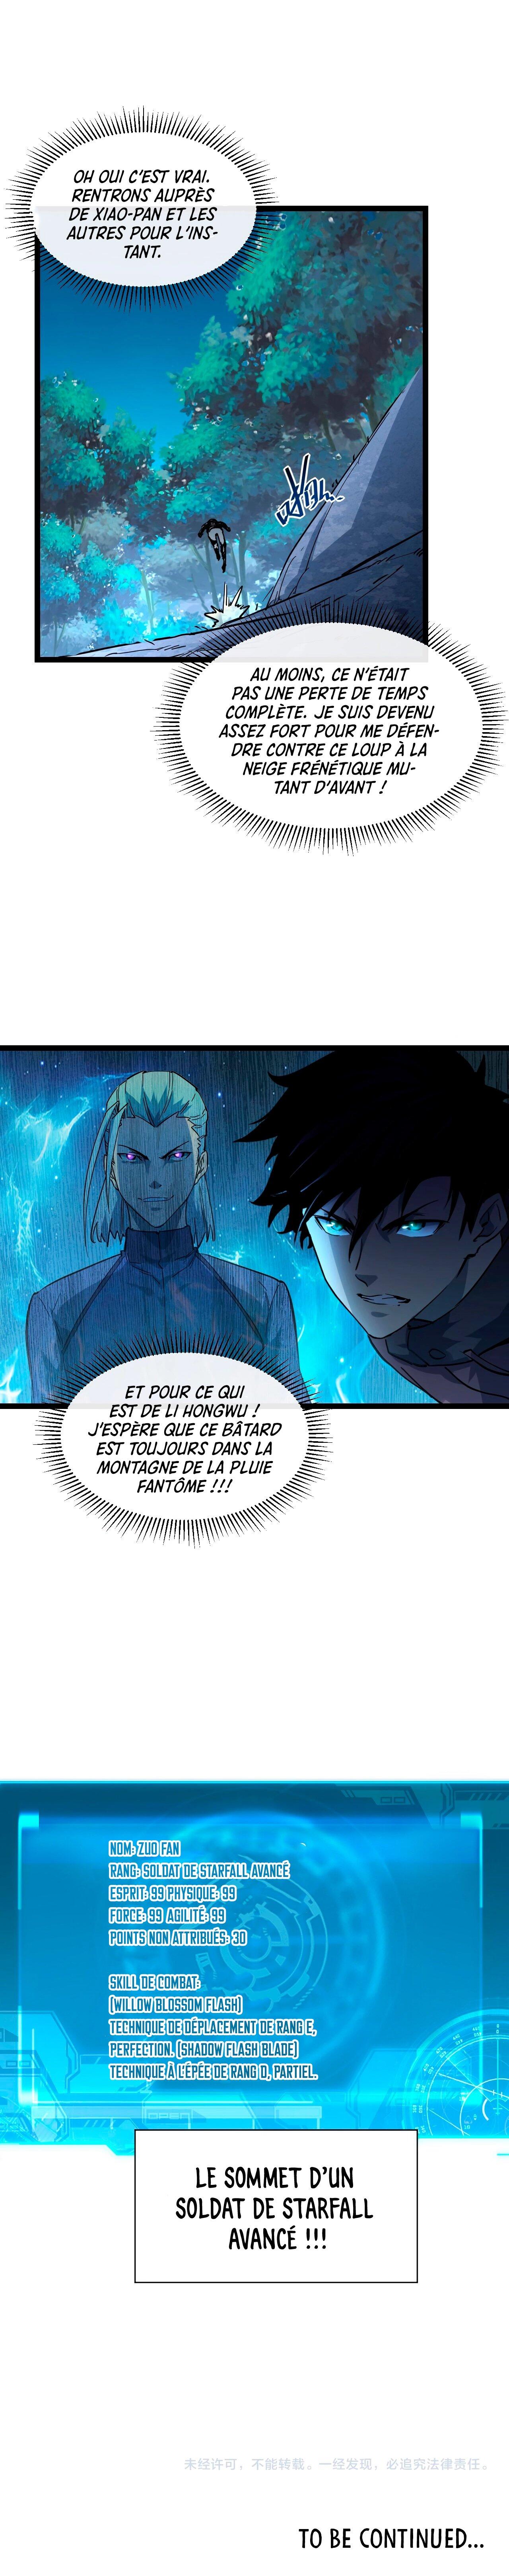 OH OUI C'EST VRAI.
RENTRONS AUPRÈS
DE XIAO-PAN ET LES
AUTRES POUR L'INS-
TANT.
AU MOINS, CE N'ÉTAIT
PAS UNE PERTE DE TEMPS
COMPLÈTE. JE SUIS DEVENU
ASSEZ FORT POUR ME DÉFEN-
DRE CONTRE CE LOUP À LA
NEIGE FRÉNÉTIQUE MU-
TANT D'AVANT !
ET POUR CE QUI
EST DE LI HONGWU !
J'ESPÈRE QUE CE BÂTARD
EST TOUJOURS DANS LA
MONTAGNE DE LA PLUIE
FANTÔME !!!
NOM: ZUO FAN
RANG: SOLDAT DE STARFALL AVANCÉ
ESPRIT: 99 PHYSIQUE: 99
FORCE: 99 AGILITÉ: 99
POINTS NON ATTRIBUÉS: 30
SKILL DE COMBAT:
(WILLOW BLOSSOM FLASH)
TECHNIQUE DE DÉPLACEMENT DE RANG E,
PERFECTION. (SHADOW FLASH BLADE)
TECHNIQUE À L'ÉPÉE DE RANG D, PARTIEL.
LE SOMMET D'UN
SOLDAT DE STARFALL
AVANCÉ !!!
未经许可，不能转载。一经发现，必追究法律责任。
TO BE CONTINUED...